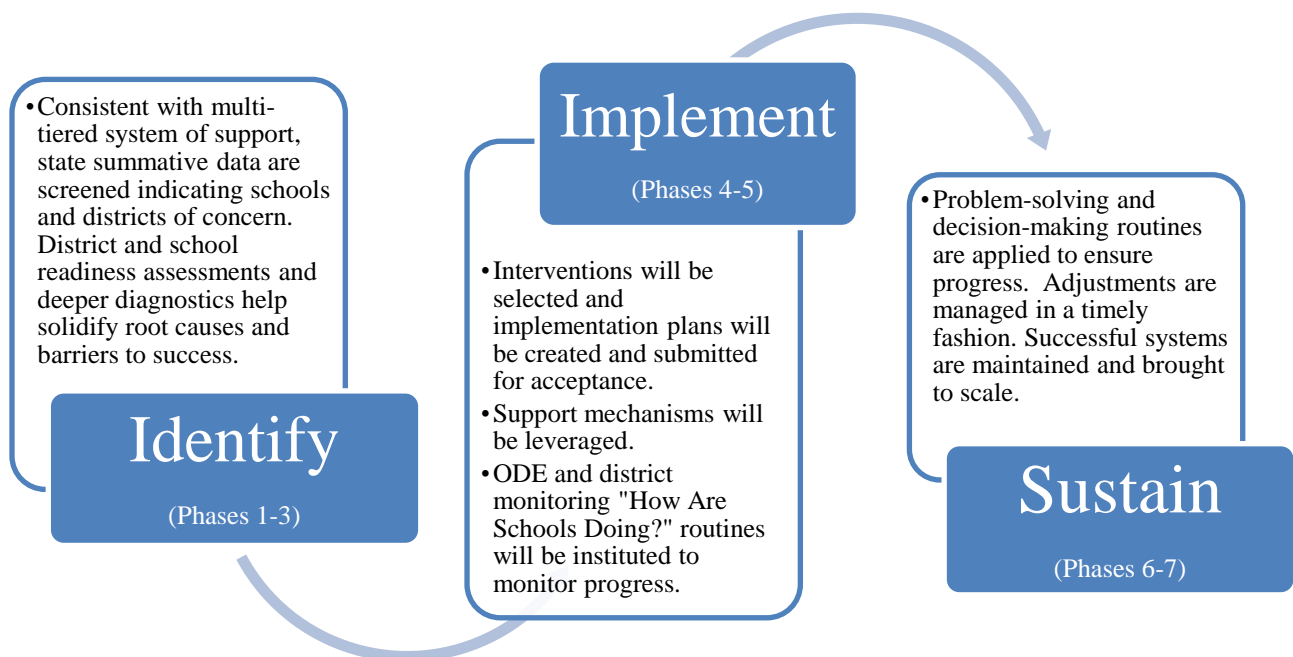 •Consistent with multi-
tiered system of support,
state summative data are
screened indicating schools
and districts of concern.
District and school
readiness assessments and
deeper diagnostics help
solidify root causes and
barriers to success.
Identify
(Phases 1-3)
Implement
(Phases 4-5)
•Interventions will be
selected and
implementation plans will
be created and submitted
for acceptance.
•Support mechanisms will
be leveraged.
•ODE and district
monitoring "How Are
Schools Doing?" routines
will be instituted to
monitor progress.
•Problem-solving and
decision-making routines
are applied to ensure
progress.  Adjustments are
managed in a timely
fashion. Successful systems
are maintained and brought
to scale.
Sustain
(Phases 6-7)